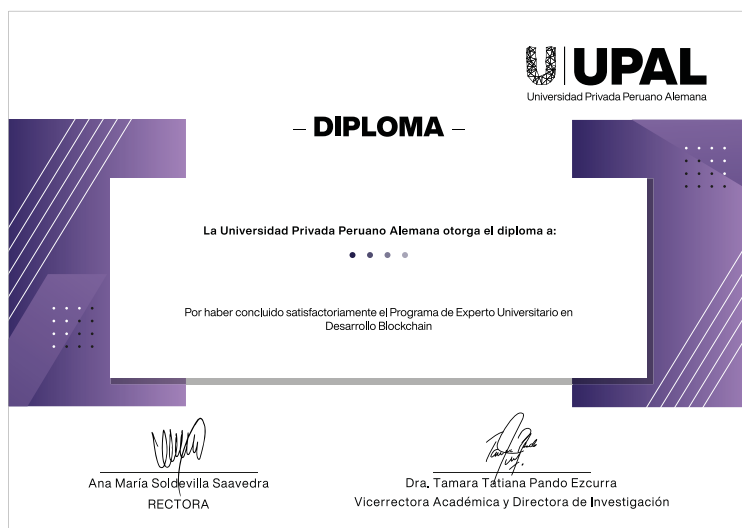 UPAL
Universidad Privada Peruano Alemana
– DIPLOMA –
La Universidad Privada Peruano Alemana otorga el diploma a:
Por haber concluido satisfactoriamente el Programa de Experto Universitario en
Desarrollo Blockchain
Ana María Soldevilla Saavedra
RECTORA
Dra. Tamara Tatiana Pando Ezcurra
Vicerrectora Académica y Directora de Investigación